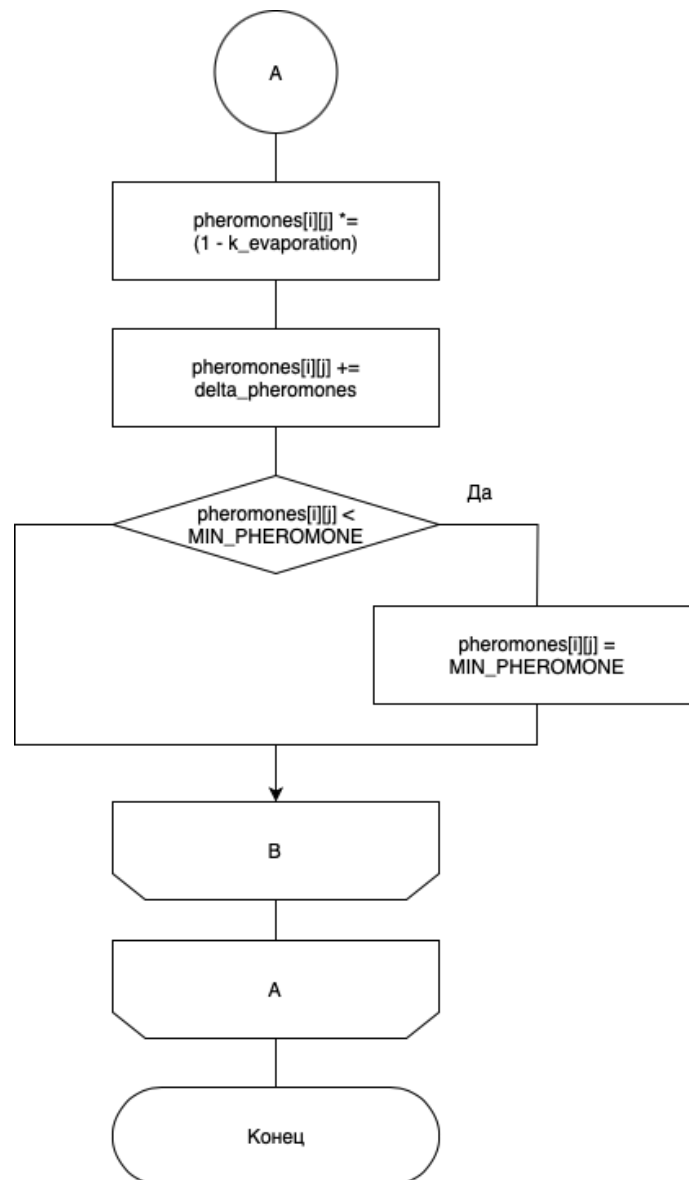 A
pheromones[i][j] *=
(1 - k_evaporation)
pheromones[i][j] +=
delta_pheromones
Да
pheromones[i][j] <
MIN_PHEROMONE
pheromones[i][j] =
MIN_PHEROMONE
B
A
Конец